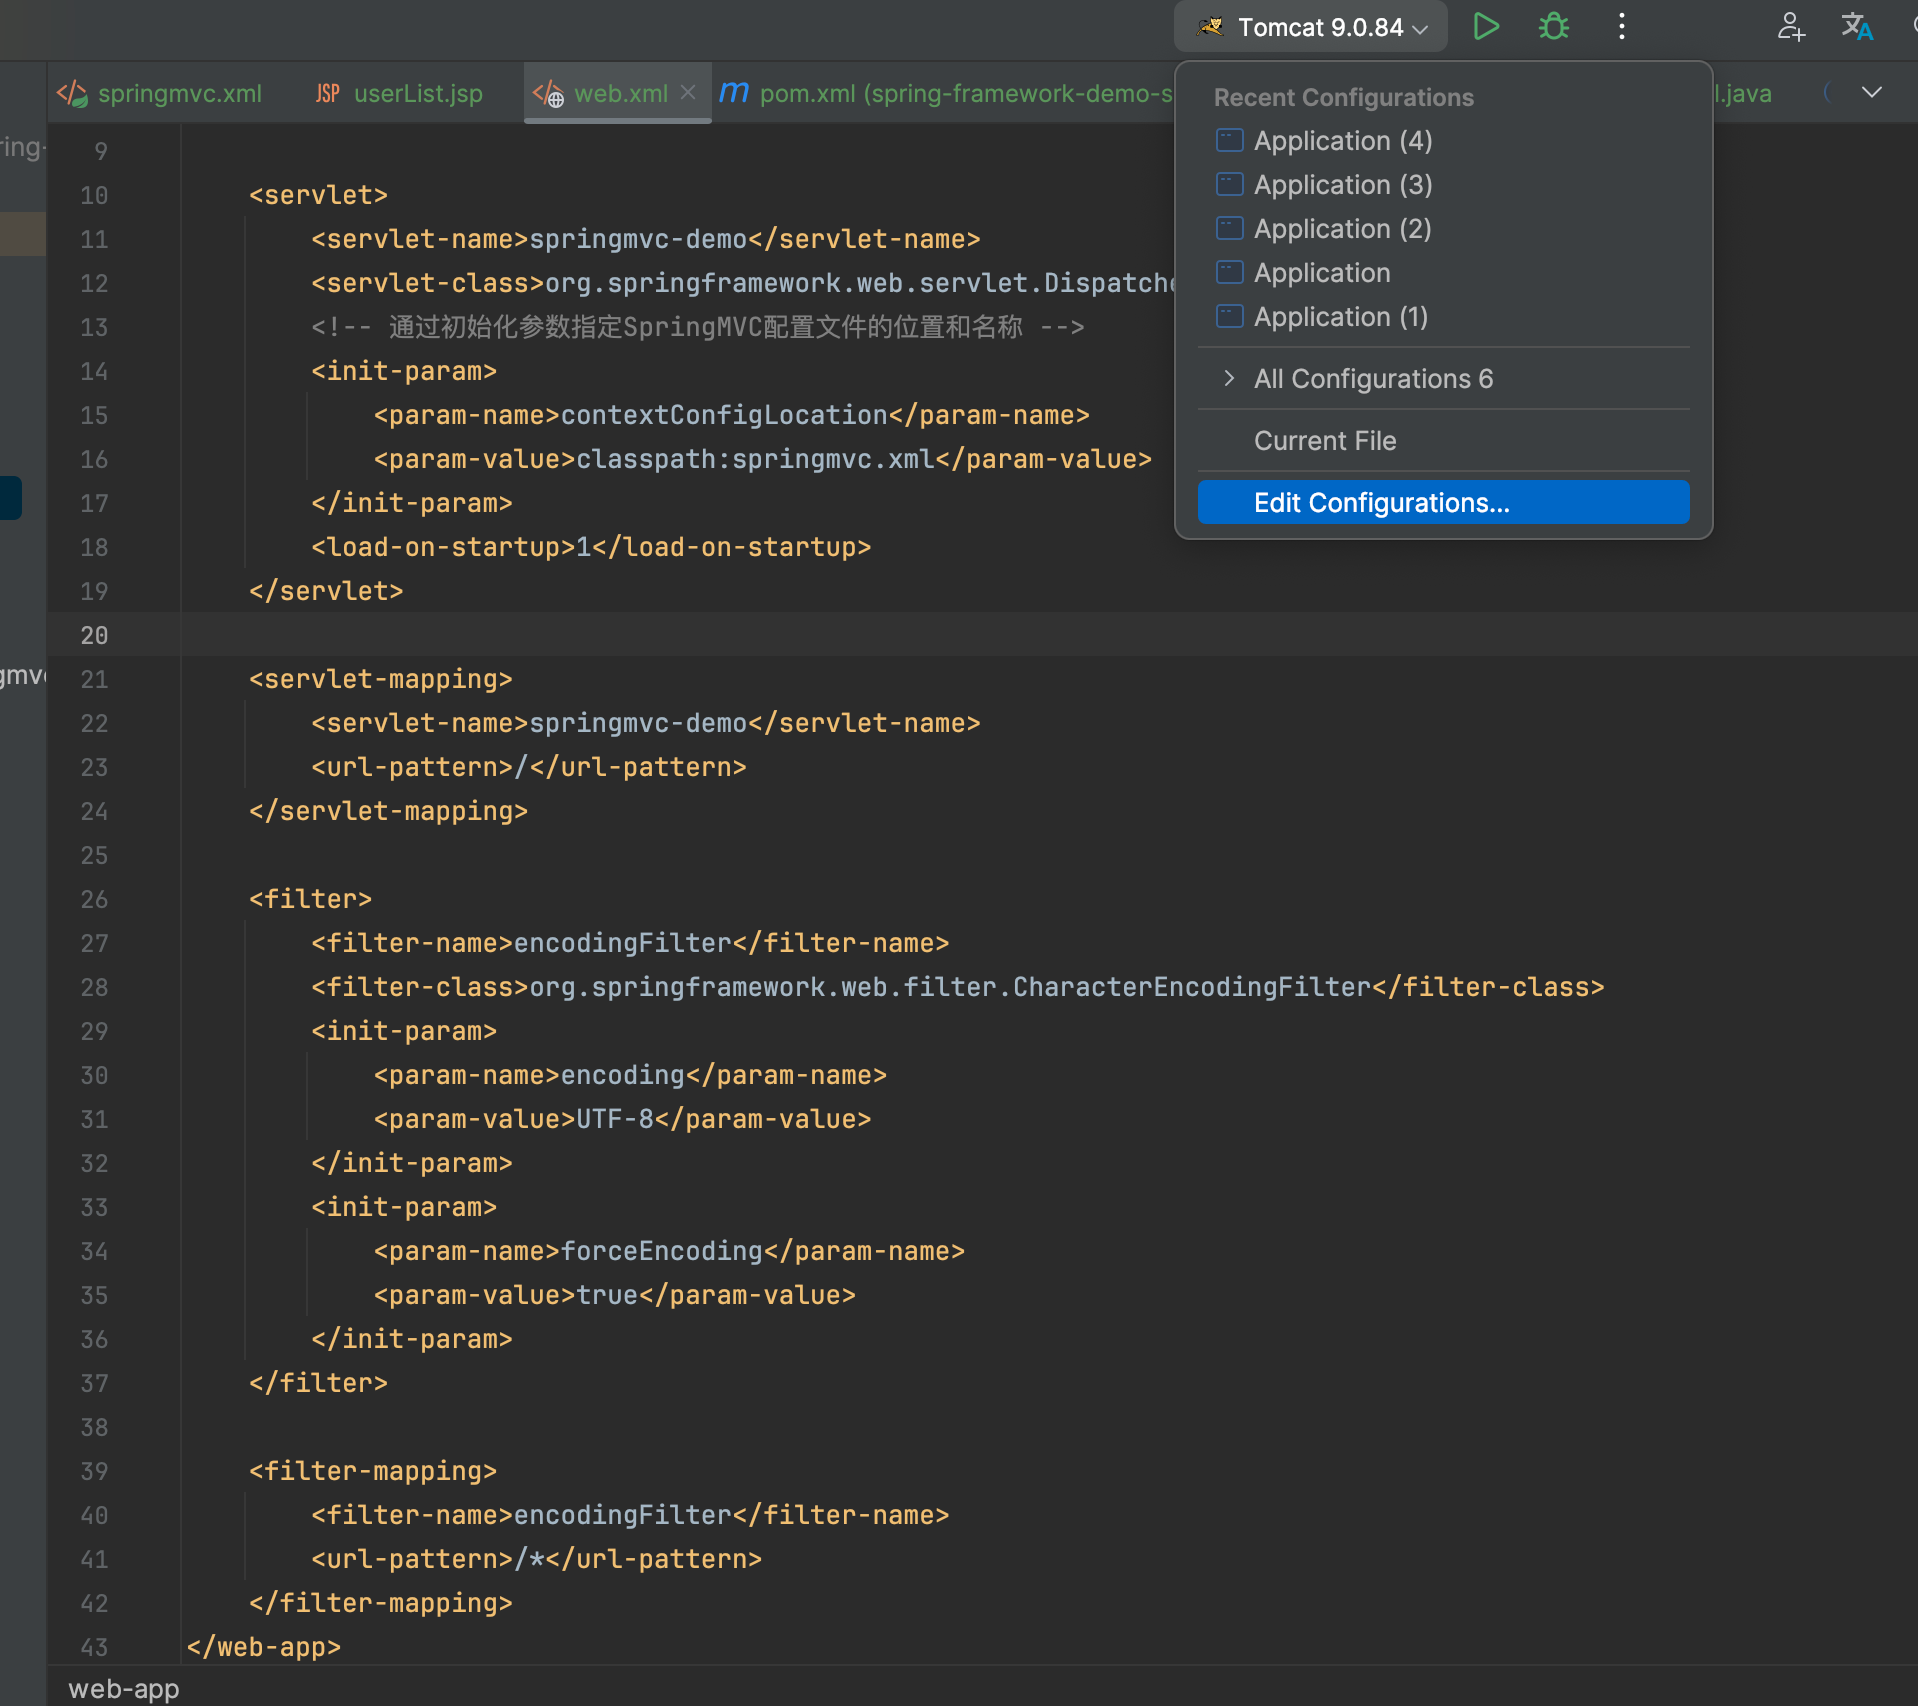 Tomcat 9.0.84
springmvc.xml
JSP userList.jsp
web.xml
m pom.xml (spring-framework-demo-s
l.java
Recent Configurations
Application (4)
Application (3)
Application (2)
Application
Application (1)
All Configurations 6
Current File
Edit Configurations...
ring-
gmvc
9
10 <servlet>
11 <servlet-name>springmvc-demo</servlet-name>
12 <servlet-class>org.springframework.web.servlet.Dispatche
13 <!-- 通过初始化参数指定SpringMVC配置文件的位置和名称 -->
14 <init-param>
15 <param-name>contextConfigLocation</param-name>
16 <param-value>classpath:springmvc.xml</param-value>
17 </init-param>
18 <load-on-startup>1</load-on-startup>
19 </servlet>
20
21 <servlet-mapping>
22 <servlet-name>springmvc-demo</servlet-name>
23 <url-pattern>/</url-pattern>
24 </servlet-mapping>
25
26 <filter>
27 <filter-name>encodingFilter</filter-name>
28 <filter-class>org.springframework.web.filter.CharacterEncodingFilter</filter-class>
29 <init-param>
30 <param-name>encoding</param-name>
31 <param-value>UTF-8</param-value>
32 </init-param>
33 <init-param>
34 <param-name>forceEncoding</param-name>
35 <param-value>true</param-value>
36 </init-param>
37 </filter>
38
39 <filter-mapping>
40 <filter-name>encodingFilter</filter-name>
41 <url-pattern>/*</url-pattern>
42 </filter-mapping>
43 </web-app>
web-app